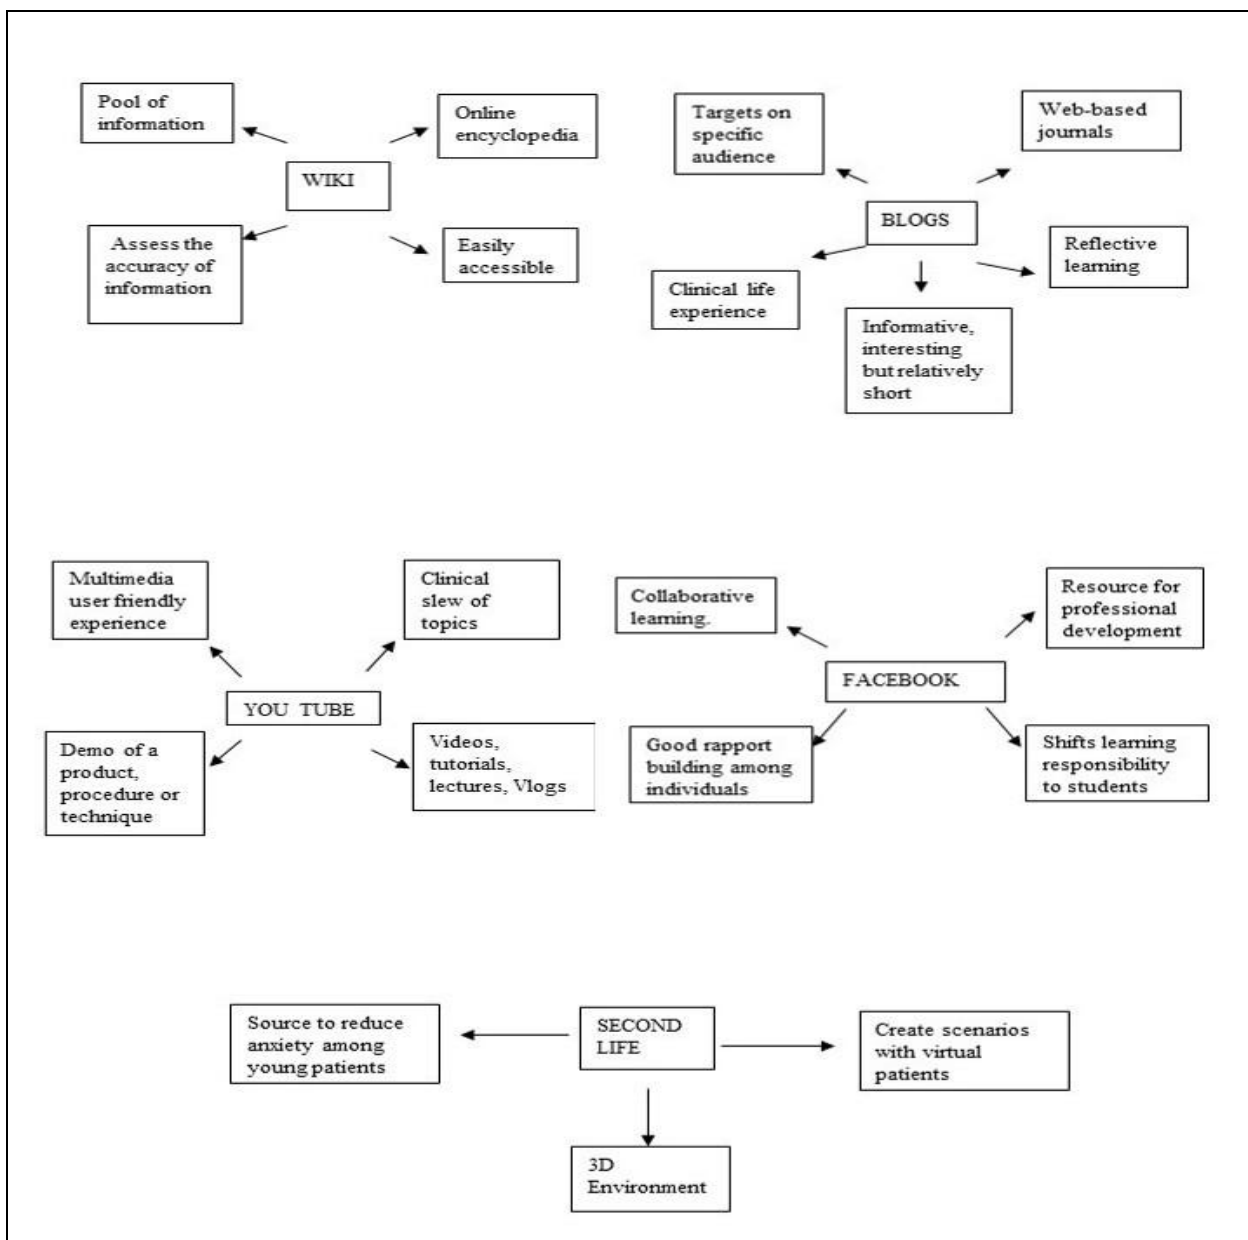 Pool of
information
Online
encyclopedia
WIKI
Assess the
accuracy of
information
Easily
accessible
Targets on
specific
audience
Web-based
journals
BLOGS
Clinical life
experience
Reflective
learning
Informative,
interesting
but relatively
short
Multimedia
user friendly
experience
Clinical
slew of
topics
YOU TUBE
Demo of a
product,
procedure or
technique
Videos,
tutorials,
lectures, Vlogs
Collaborative
learning.
Resource for
professional
development
FACEBOOK
Good rapport
building among
individuals
Shifts learning
responsibility
to students
Source to reduce
anxiety among
young patients
SECOND
LIFE
Create scenarios
with virtual
patients
3D
Environment